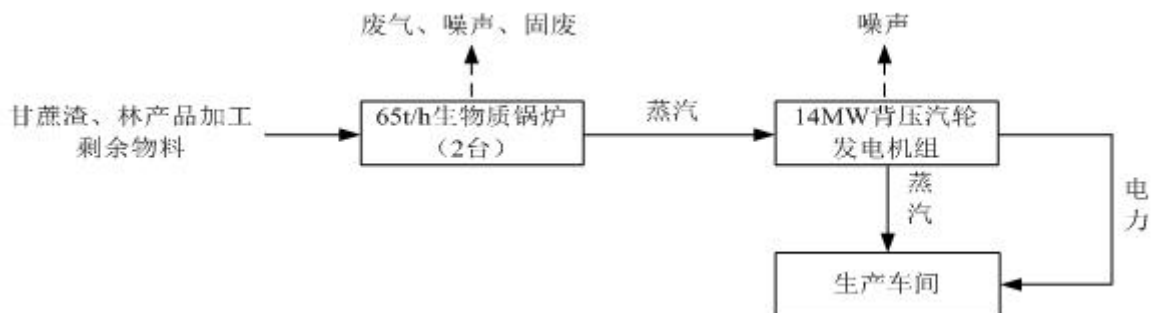 废气、噪声、固废
噪声
甘蔗渣、林产品加工
剩余物料
65t/h生物质锅炉
（2台）
蒸汽
14MW背压汽轮
发电机组
蒸
汽
电
力
生产车间